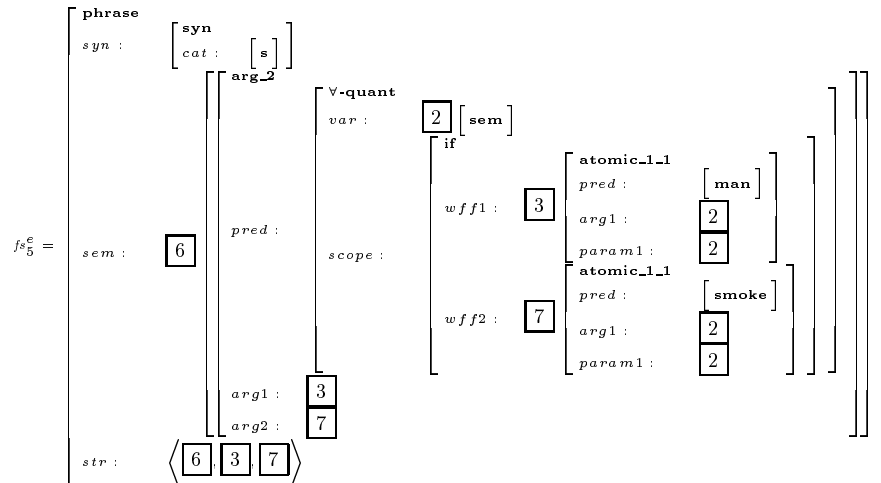 phrase
syn :
syn
cat : s
arg_2
∀-quant
var : 2 sem
if
atomic_1_1
pred : man
wff1 : 3
arg1 : 2
pred :
fs_5^e =
sem : 6
scope :
param1 : 2
atomic_1_1
pred : smoke
wff2 : 7
arg1 : 2
param1 : 2
arg1 : 3
arg2 : 7
str : ⟨ 6 , 3 , 7 ⟩